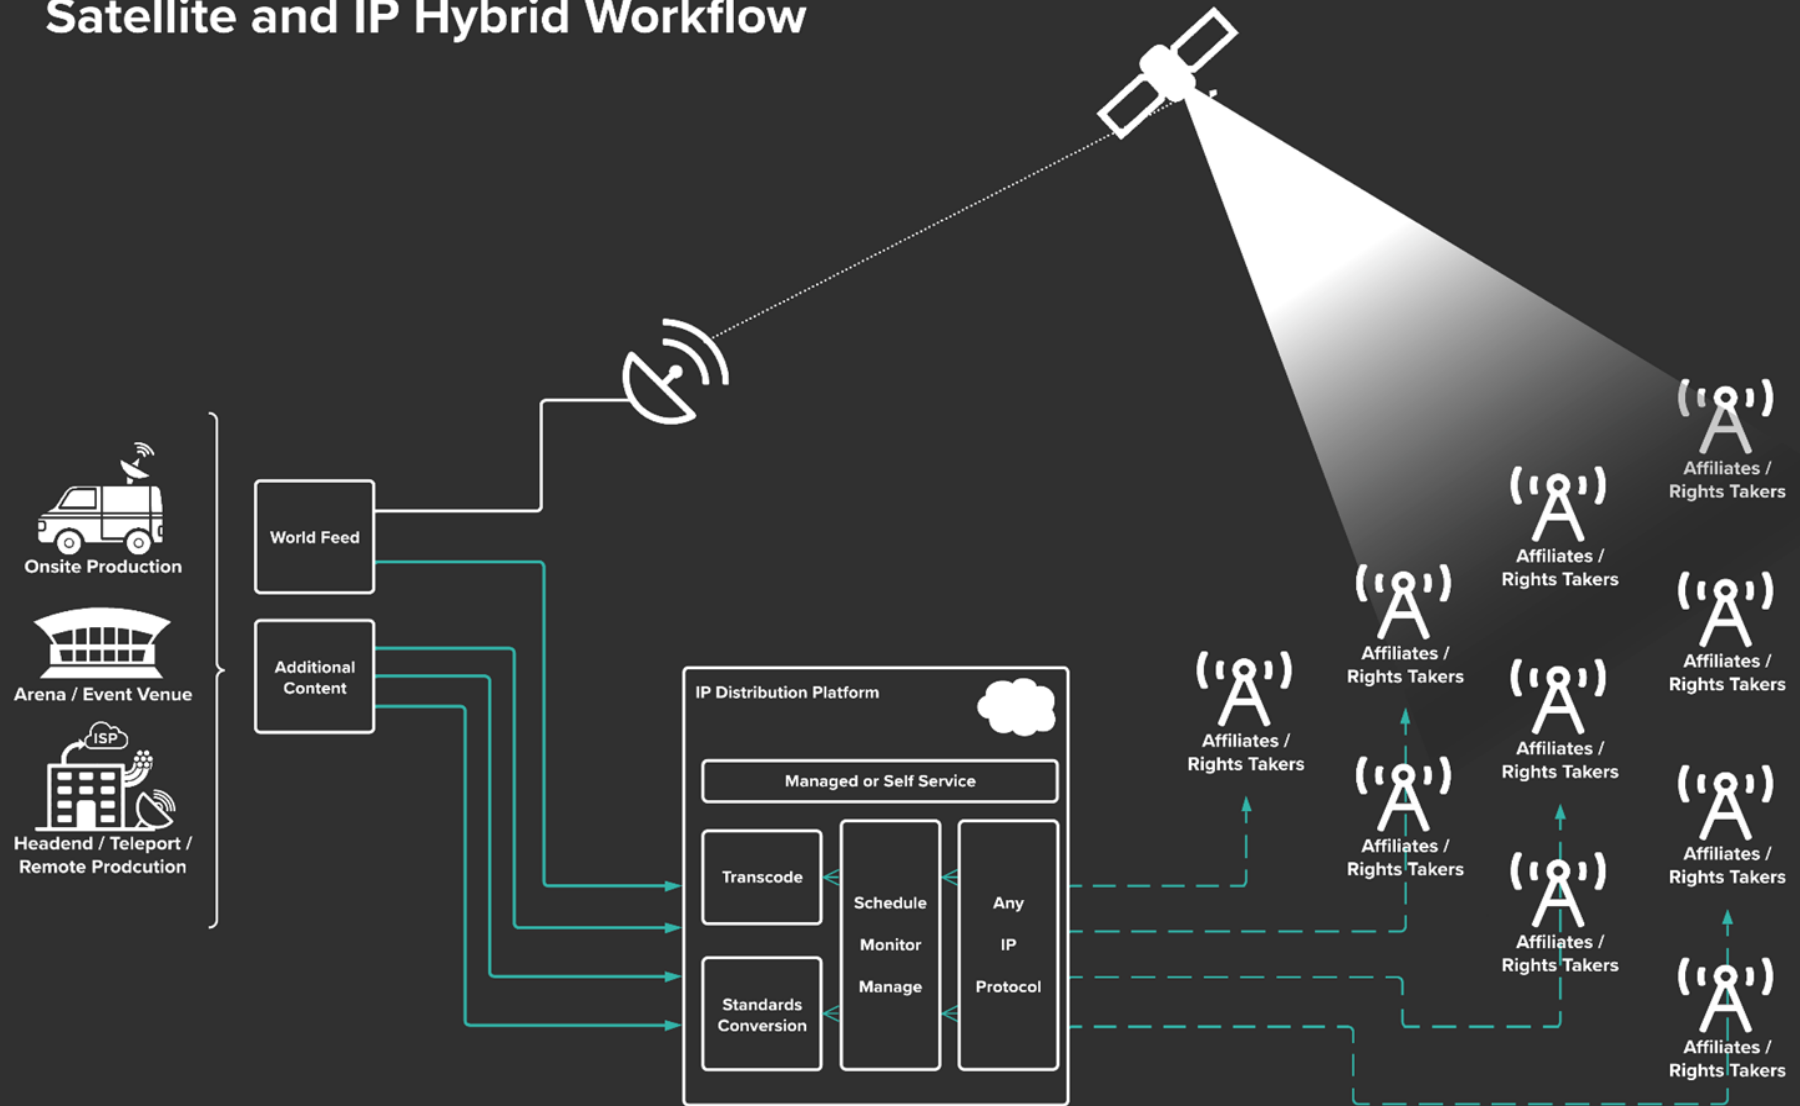 Satellite and IP Hybrid Workflow
Onsite Production
Arena / Event Venue
ISP
Headend / Teleport /
Remote Prodcution
World Feed
Additional
Content
IP Distribution Platform
Managed or Self Service
Transcode
Standards
Conversion
Schedule
Monitor
Manage
Any
IP
Protocol
Affiliates /
Rights Takers
Affiliates /
Rights Takers
Affiliates /
Rights Takers
Affiliates /
Rights Takers
Affiliates /
Rights Takers
Affiliates /
Rights Takers
Affiliates /
Rights Takers
Affiliates /
Rights Takers
Affiliates /
Rights Takers
Affiliates /
Rights Takers